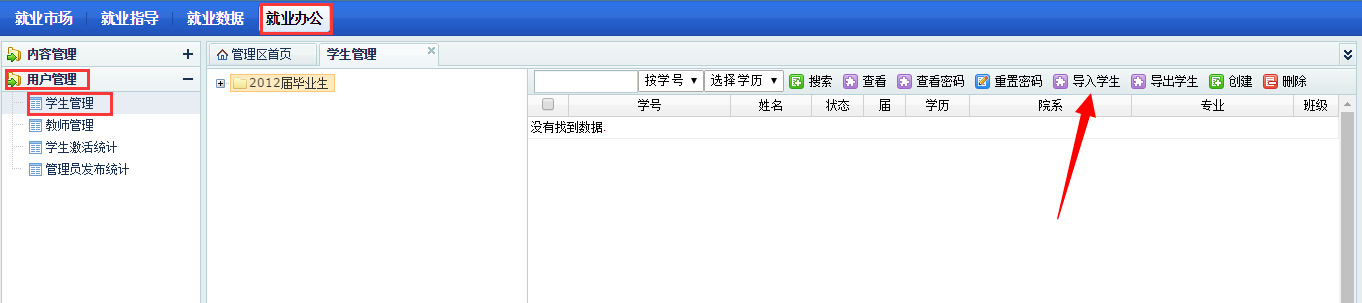 就业市场 就业指导 就业数据 就业办公
内容管理
用户管理
学生管理
教师管理
学生激活统计
管理员发布统计
管理区首页 学生管理
2012届毕业生
按学号 选择学历 搜索 查看 查看密码 重置密码 导入学生 导出学生 创建 删除
学号 姓名 状态 届 学历 院系 专业 班级
没有找到数据.